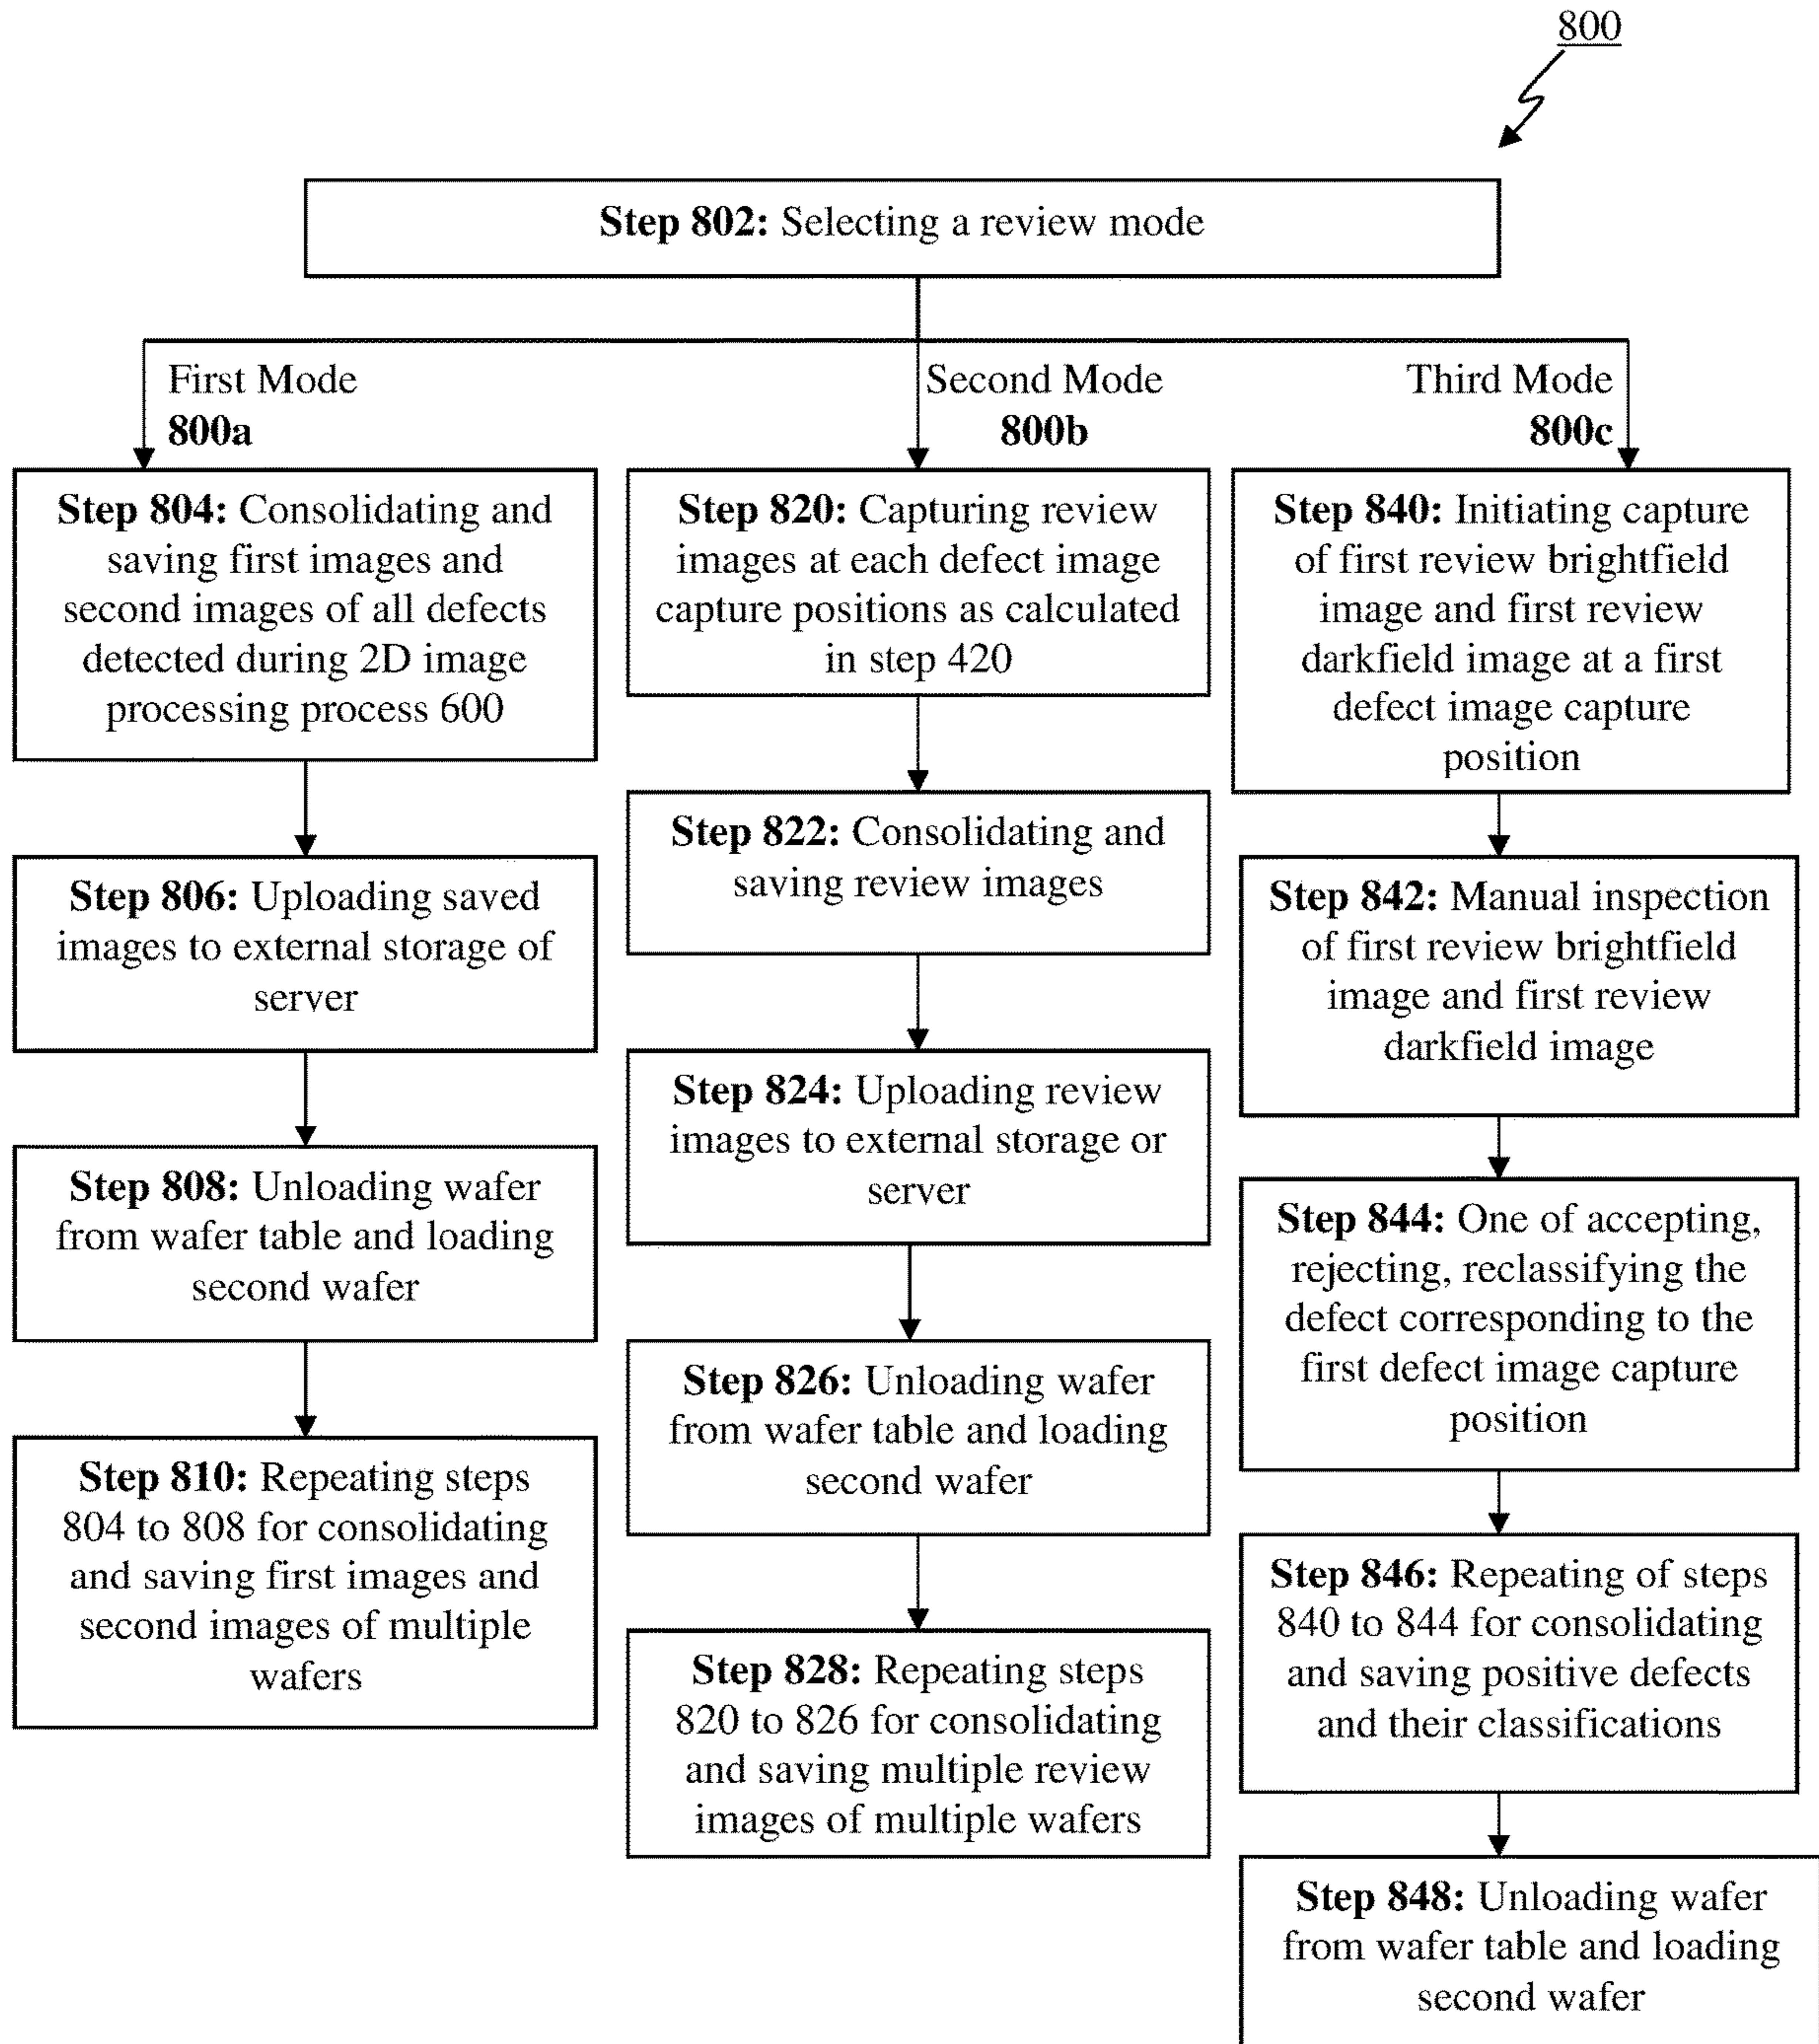 800
Step 802: Selecting a review mode
First Mode
800a
Second Mode
800b
Third Mode
800c
Step 804: Consolidating and
saving first images and
second images of all defects
detected during 2D image
processing process 600
Step 806: Uploading saved
images to external storage of
server
Step 808: Unloading wafer
from wafer table and loading
second wafer
Step 810: Repeating steps
804 to 808 for consolidating
and saving first images and
second images of multiple
wafers
Step 820: Capturing review
images at each defect image
capture positions as calculated
in step 420
Step 822: Consolidating and
saving review images
Step 824: Uploading review
images to external storage or
server
Step 826: Unloading wafer
from wafer table and loading
second wafer
Step 828: Repeating steps
820 to 826 for consolidating
and saving multiple review
images of multiple wafers
Step 840: Initiating capture
of first review brightfield
image and first review
darkfield image at a first
defect image capture
position
Step 842: Manual inspection
of first review brightfield
image and first review
darkfield image
Step 844: One of accepting,
rejecting, reclassifying the
defect corresponding to the
first defect image capture
position
Step 846: Repeating of steps
840 to 844 for consolidating
and saving positive defects
and their classifications
Step 848: Unloading wafer
from wafer table and loading
second wafer